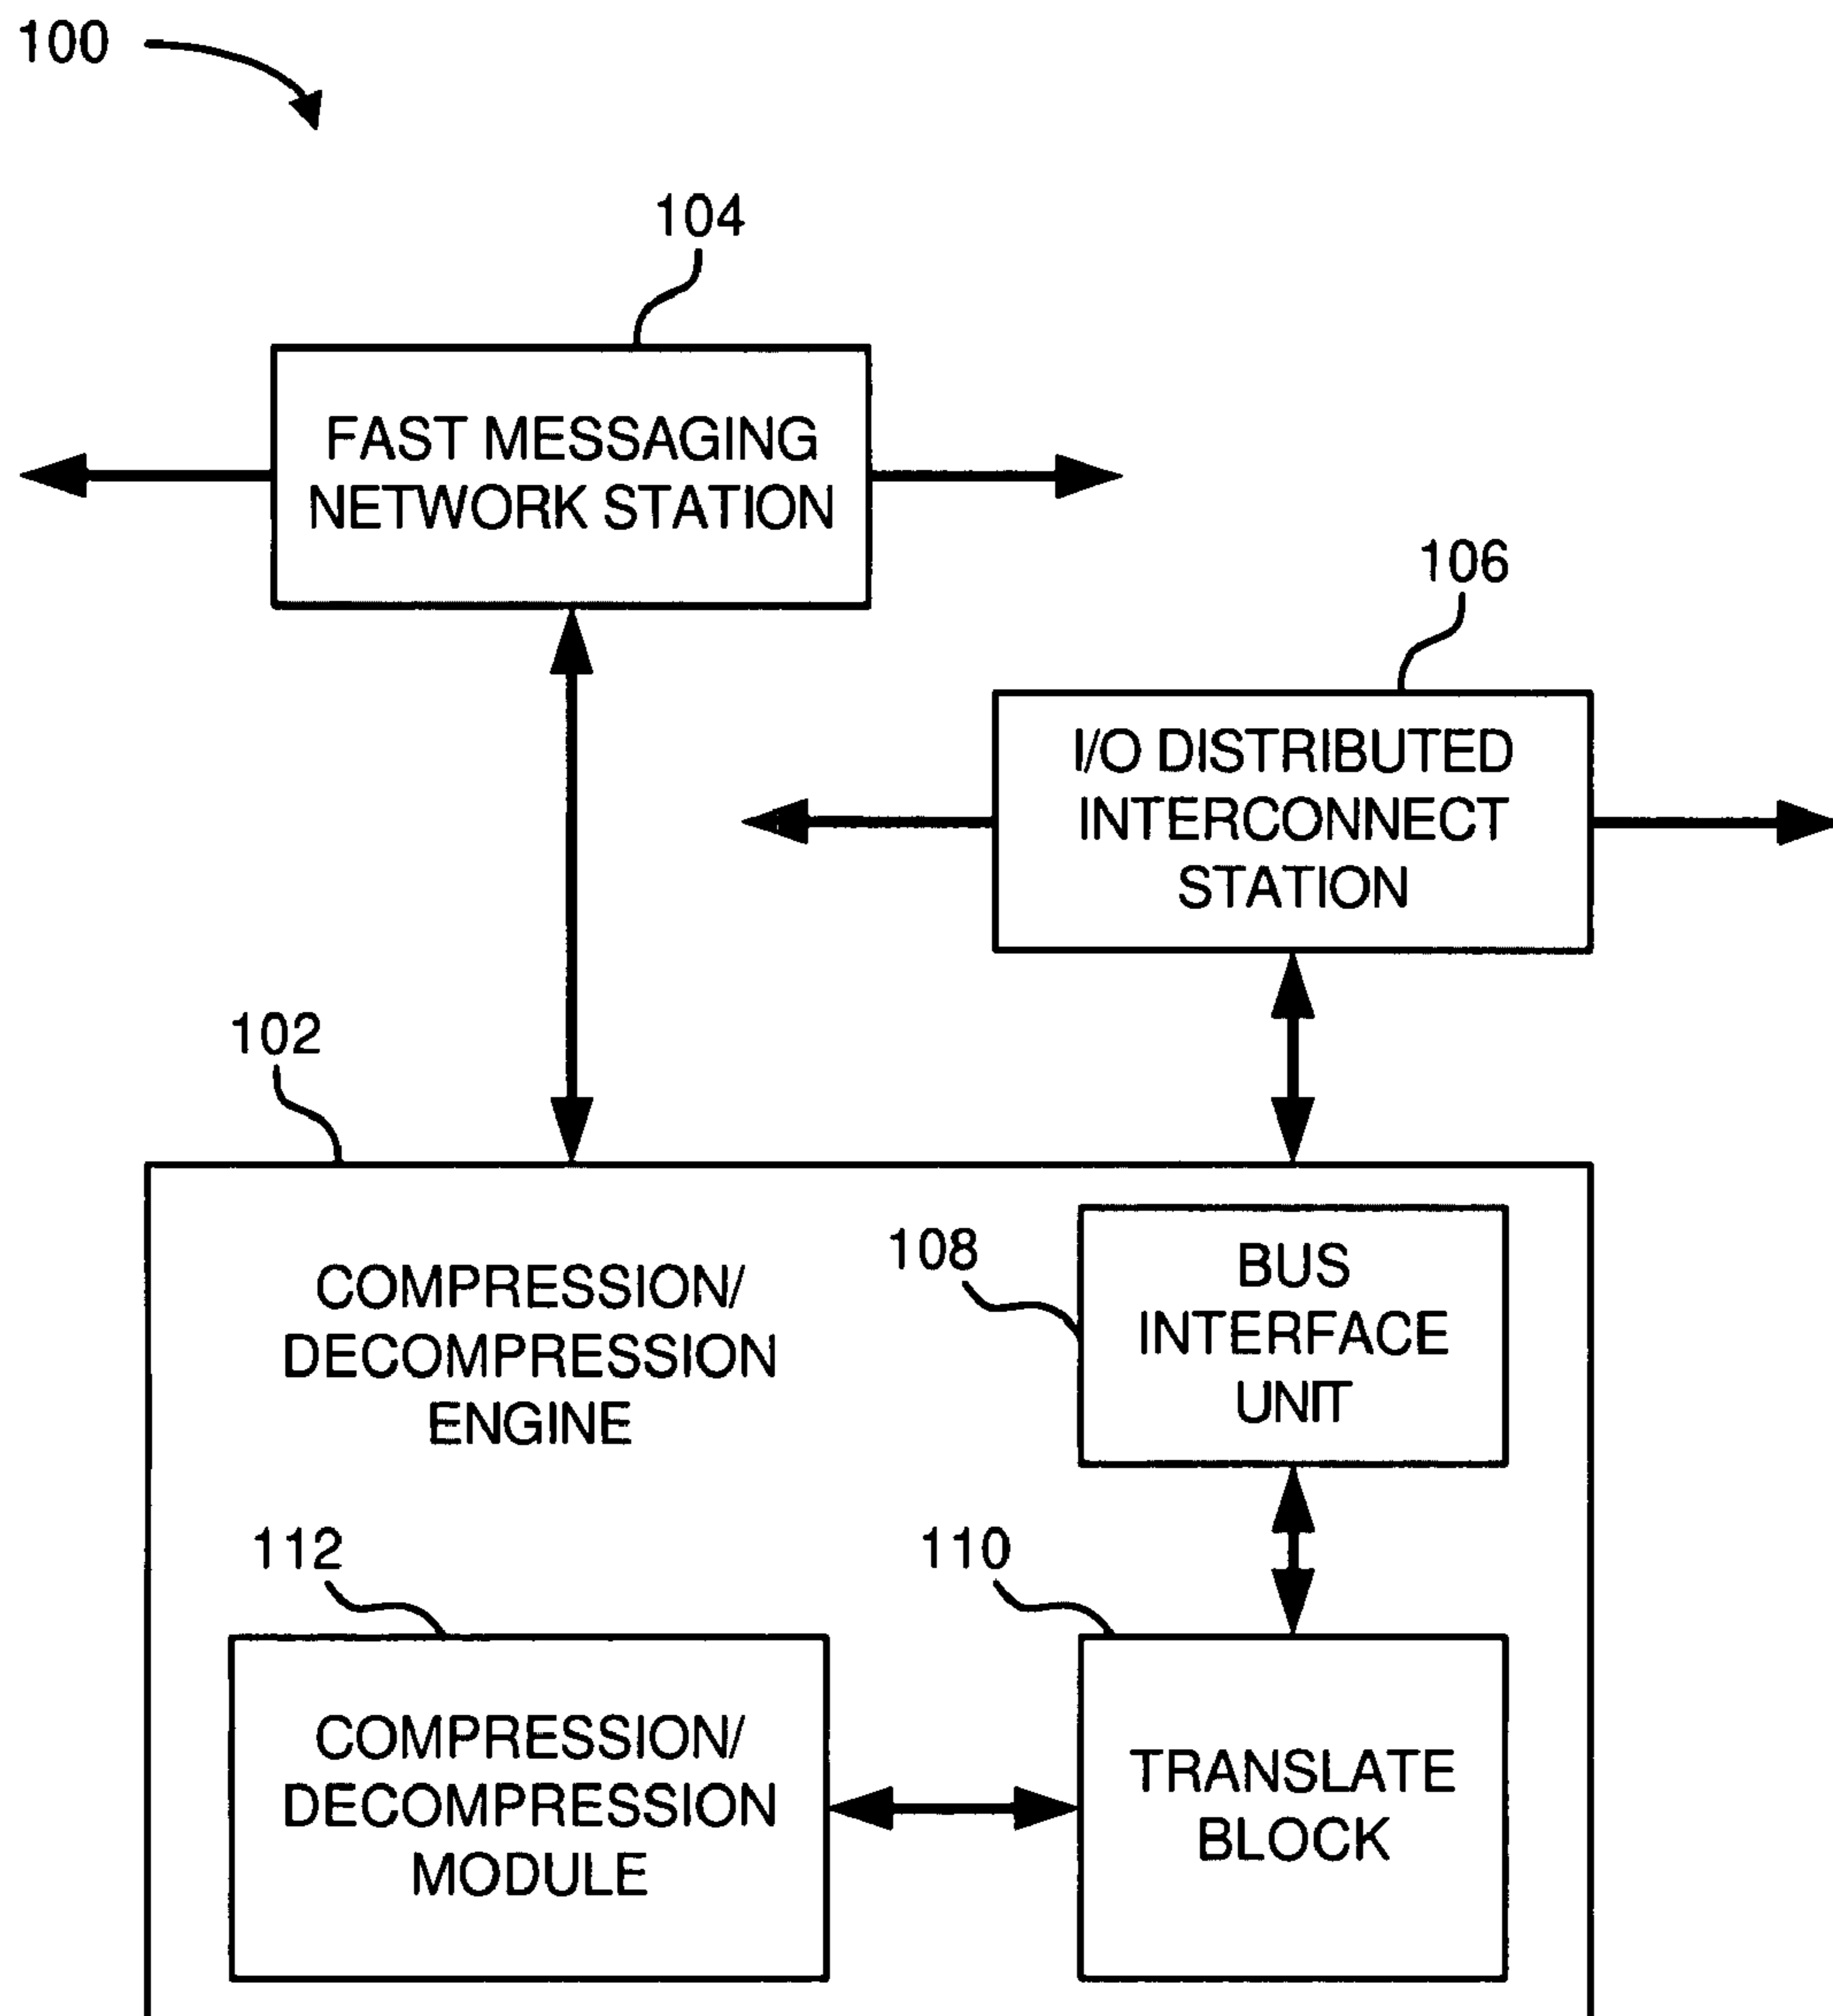 100
104
FAST MESSAGING
NETWORK STATION
106
I/O DISTRIBUTED
INTERCONNECT
STATION
102
COMPRESSION/
DECOMPRESSION
ENGINE
108
BUS
INTERFACE
UNIT
112
COMPRESSION/
DECOMPRESSION
MODULE
110
TRANSLATE
BLOCK